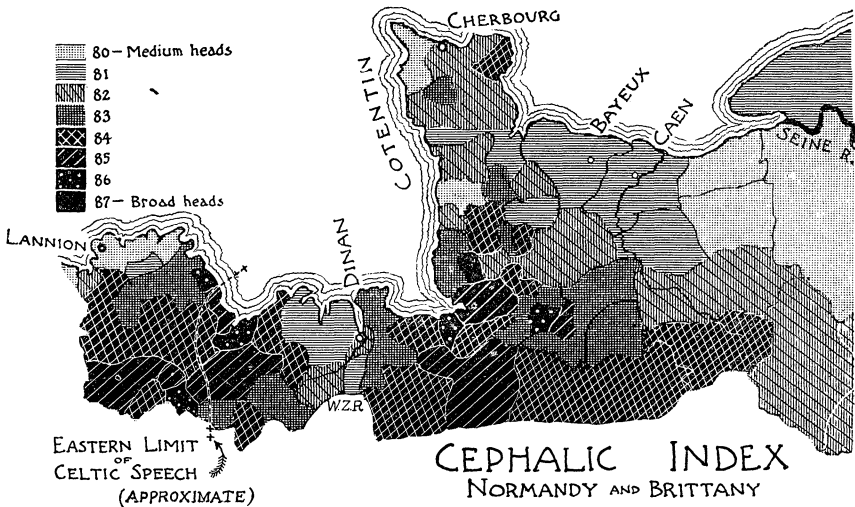 CHERBOURG
80 – Medium heads
81
82
83
84
85
86
87 – Broad heads
COTENTIN
BAYEUX
CAEN
SEINE R.
LANNION
DINAN
W.Z.R.
EASTERN LIMIT
OF
CELTIC SPEECH
(APPROXIMATE)
CEPHALIC INDEX
NORMANDY AND BRITTANY